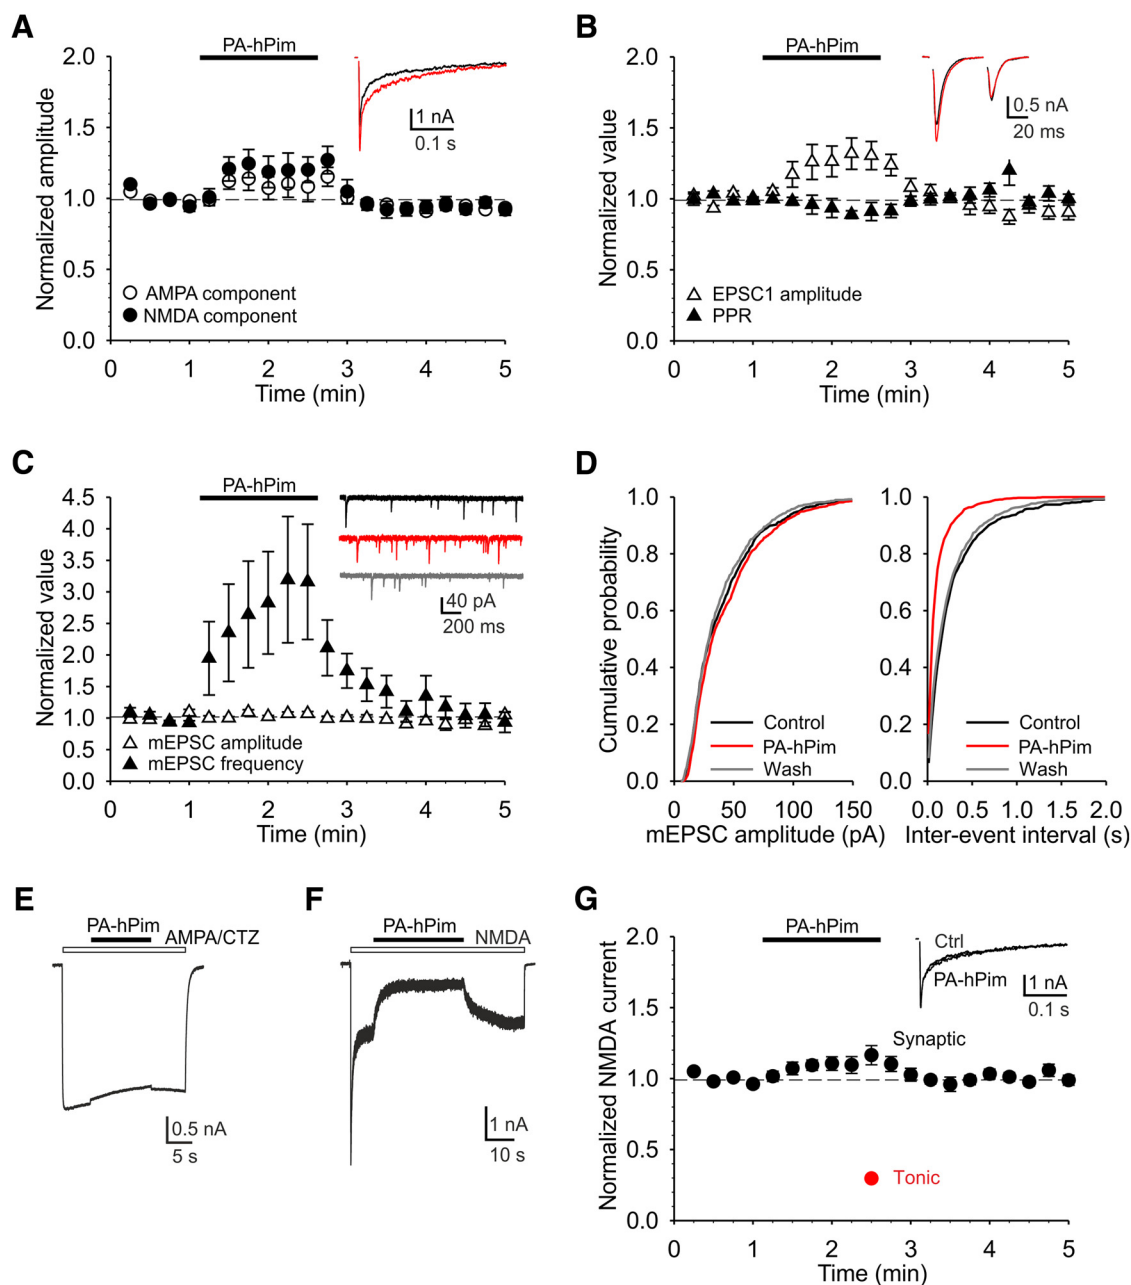 A
PA-hPim
2.0
1.5
1.0
0.5
0.0
Normalized amplitude
1 nA
0.1 s
AMPA component
NMDA component
0 1 2 3 4 5
Time (min)
B
PA-hPim
2.0
1.5
1.0
0.5
0.0
Normalized value
0.5 nA
20 ms
EPSC1 amplitude
PPR
0 1 2 3 4 5
Time (min)
C
PA-hPim
4.5
4.0
3.5
3.0
2.5
2.0
1.5
1.0
0.5
0.0
Normalized value
40 pA
200 ms
mEPSC amplitude
mEPSC frequency
0 1 2 3 4 5
Time (min)
D
1.0
0.8
0.6
0.4
0.2
0.0
Cumulative probability
Control
PA-hPim
Wash
0 50 100 150
mEPSC amplitude (pA)
1.0
0.8
0.6
0.4
0.2
0.0
Control
PA-hPim
Wash
0.0 0.5 1.0 1.5 2.0
Inter-event interval (s)
E
PA-hPim
AMPA/CTZ
0.5 nA
5 s
F
PA-hPim
NMDA
1 nA
10 s
G
PA-hPim
2.0
1.5
1.0
0.5
0.0
Normalized NMDA current
Ctrl
PA-hPim
1 nA
0.1 s
Synaptic
Tonic
0 1 2 3 4 5
Time (min)